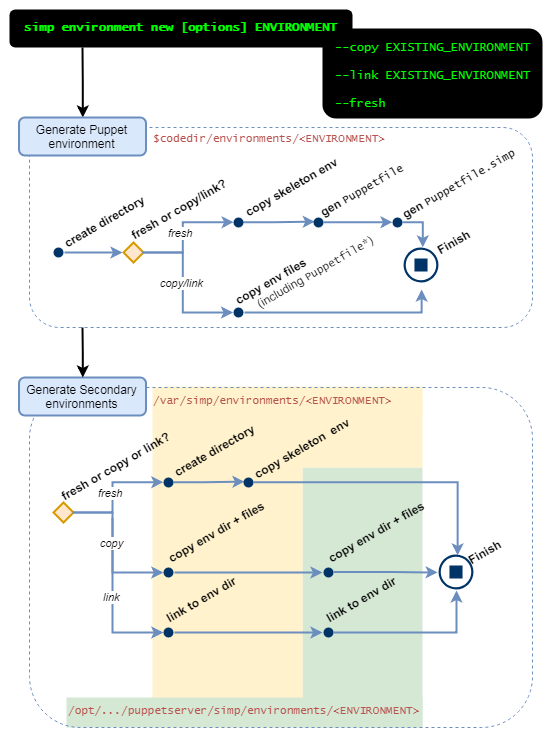 simp environment new [options] ENVIRONMENT
--copy EXISTING_ENVIRONMENT
--link EXISTING_ENVIRONMENT
--fresh
Generate Puppet
environment
$codedir/environments/<ENVIRONMENT>
create directory
fresh or copy/link?
fresh
copy/link
copy skeleton env
gen Puppetfile
gen Puppetfile.simp
copy env files
(including Puppetfile*)
Finish
Generate Secondary
environments
/var/simp/environments/<ENVIRONMENT>
fresh or copy or link?
fresh
copy
link
create directory
copy skeleton env
copy env dir + files
copy env dir + files
link to env dir
link to env dir
Finish
/opt/.../puppetserver/simp/environments/<ENVIRONMENT>